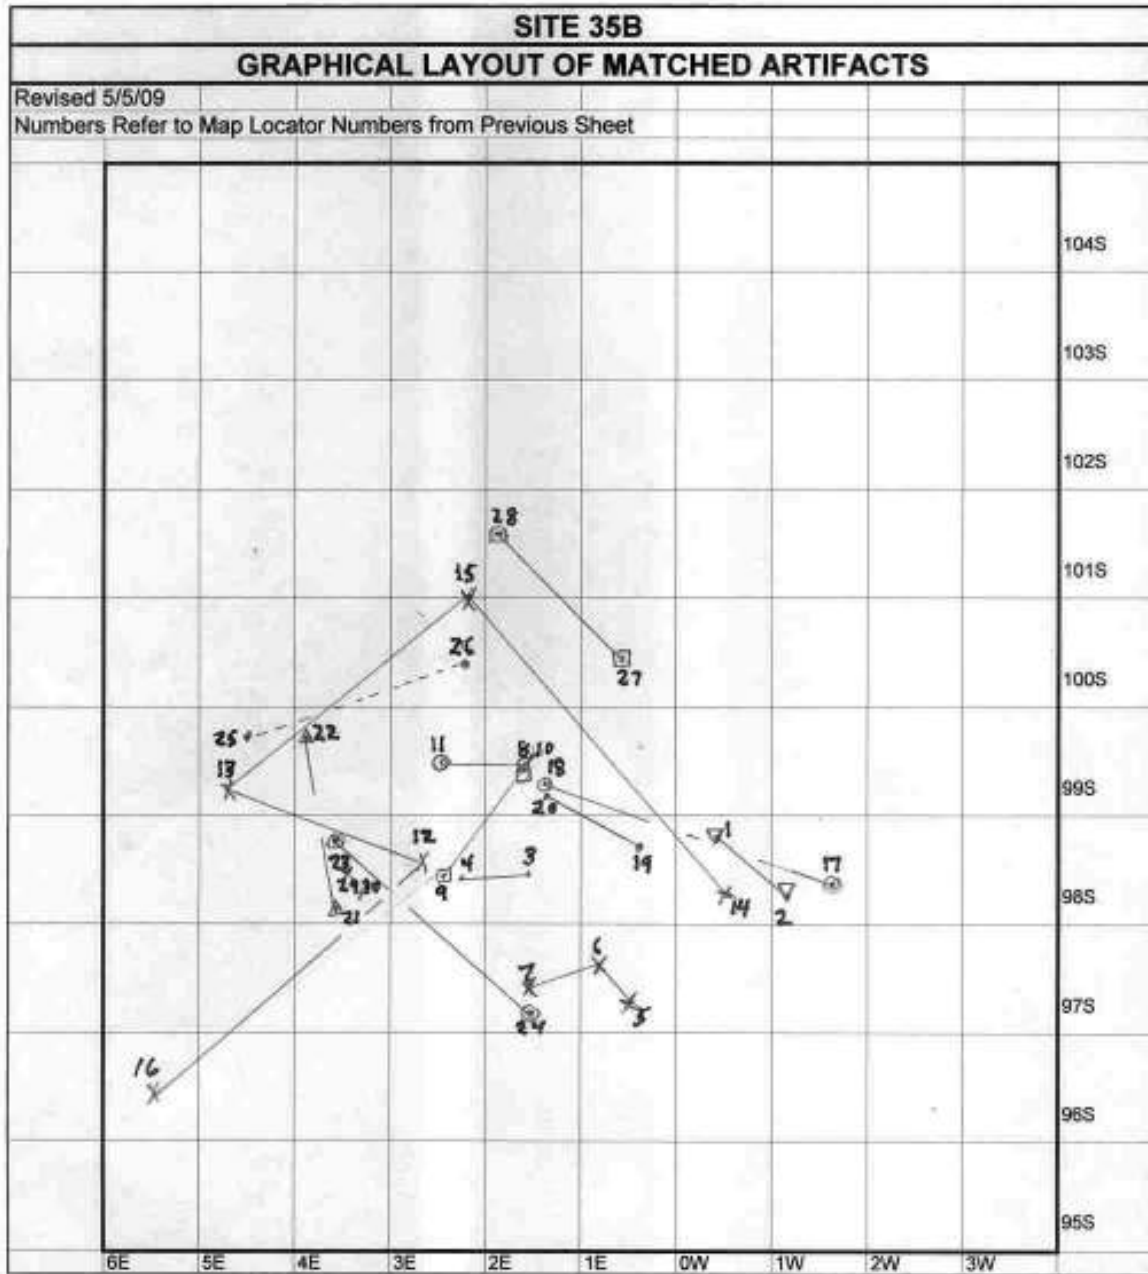 SITE 35B
GRAPHICAL LAYOUT OF MATCHED ARTIFACTS
Revised 5/5/09
Numbers Refer to Map Locator Numbers from Previous Sheet
104S
103S
102S
28
101S
15
26
27
100S
25
22
11
8
10
18
13
99S
20
1
12
19
23
4
3
17
29,30
9
98S
21
14
2
6
7
97S
5
24
16
96S
95S
6E 5E 4E 3E 2E 1E 0W 1W 2W 3W